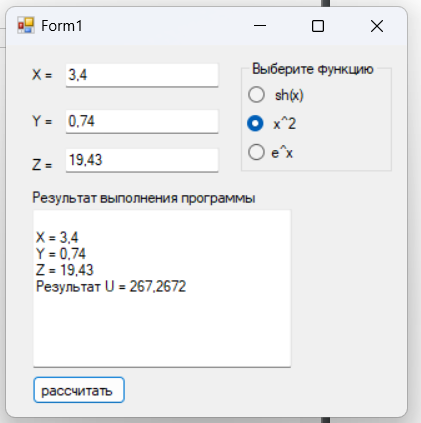 Form1
X = 3,4
Y = 0,74
Z = 19,43
Выберите функцию
sh(x)
x^2
e^x
Результат выполнения программы
X = 3,4
Y = 0,74
Z = 19,43
Результат U = 267,2672
рассчитать